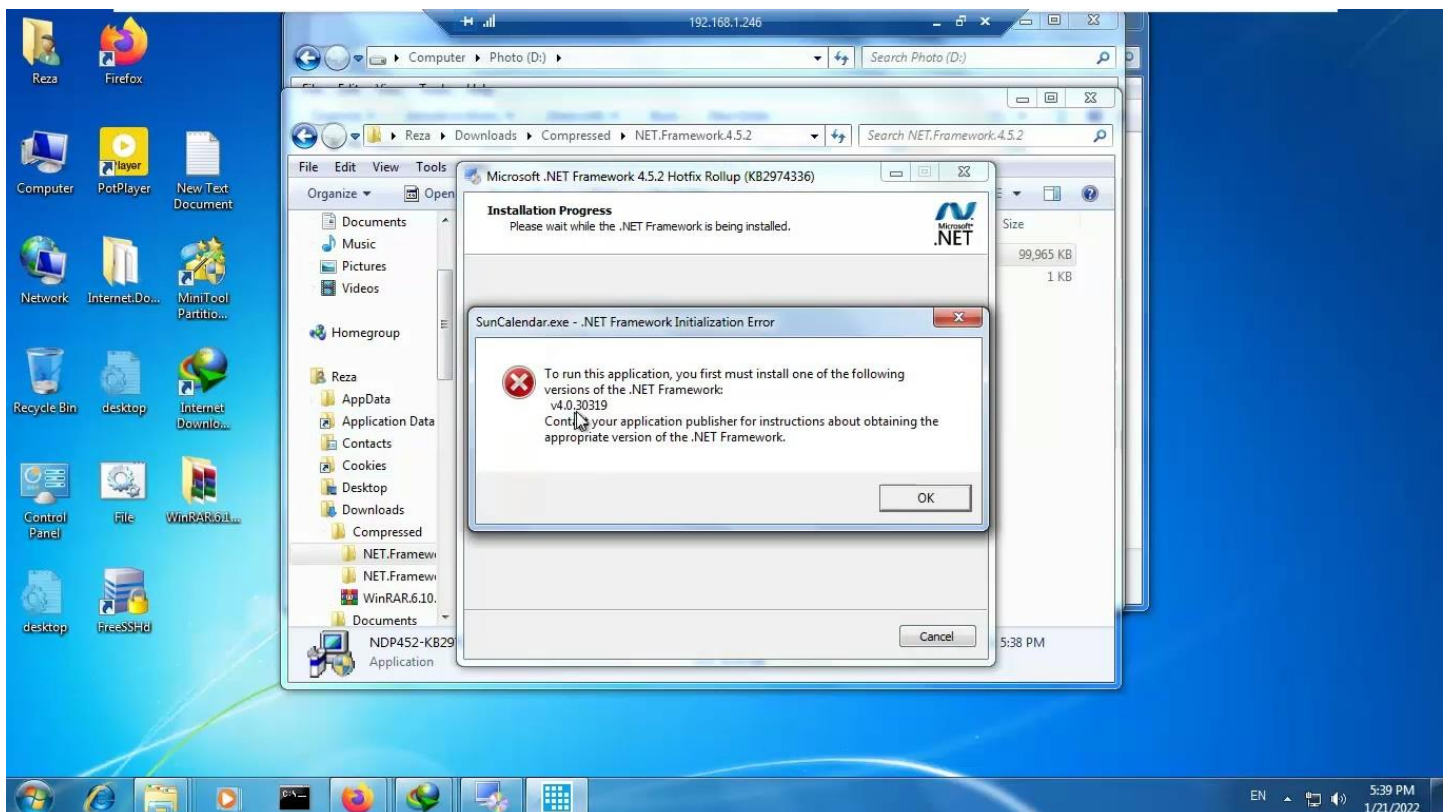 192.168.1.246
Computer ▸ Photo (D:) ▸
Search Photo (D:)
Reza ▸ Downloads ▸ Compressed ▸ NET.Framework.4.5.2
Search NET.Framework.4.5.2
File Edit View Tools
Organize
Open
Size
99,965 KB
1 KB
Documents
Music
Pictures
Videos
Homegroup
Reza
AppData
Application Data
Contacts
Cookies
Desktop
Downloads
Compressed
NET.Framew
NET.Framew
WinRAR.6.10.
Documents
NDP452-KB29
Application
5:38 PM
Microsoft .NET Framework 4.5.2 Hotfix Rollup (KB2974336)
Installation Progress
Please wait while the .NET Framework is being installed.
Microsoft
.NET
Cancel
SunCalendar.exe - .NET Framework Initialization Error
To run this application, you first must install one of the following
versions of the .NET Framework:
v4.0.30319
your application publisher for instructions about obtaining the
appropriate version of the .NET Framework.
OK
Reza
Firefox
Computer
PotPlayer
Player
New Text
Document
Network
Internet.Do...
MiniTool
Partitio...
Recycle Bin
desktop
Internet
Downlo...
Control
Panel
File
WinRAR.6.1...
desktop
FreeSSHd
C:\
EN
5:39 PM
1/21/2022